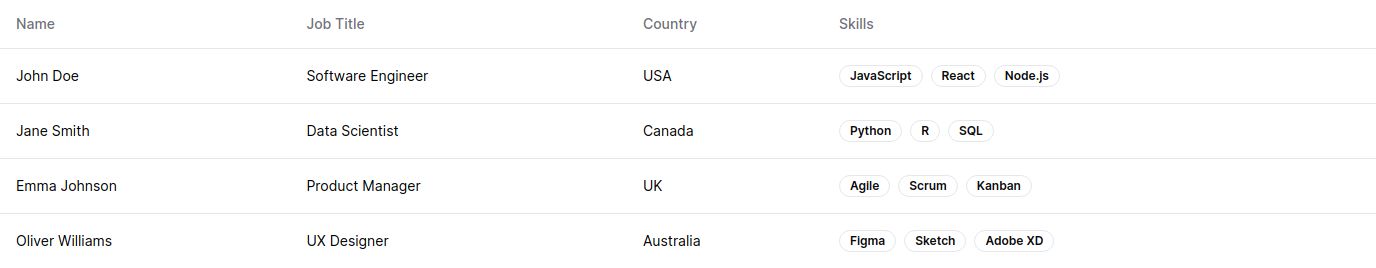 Name Job Title Country Skills
John Doe Software Engineer USA JavaScript React Node.js
Jane Smith Data Scientist Canada Python R SQL
Emma Johnson Product Manager UK Agile Scrum Kanban
Oliver Williams UX Designer Australia Figma Sketch Adobe XD